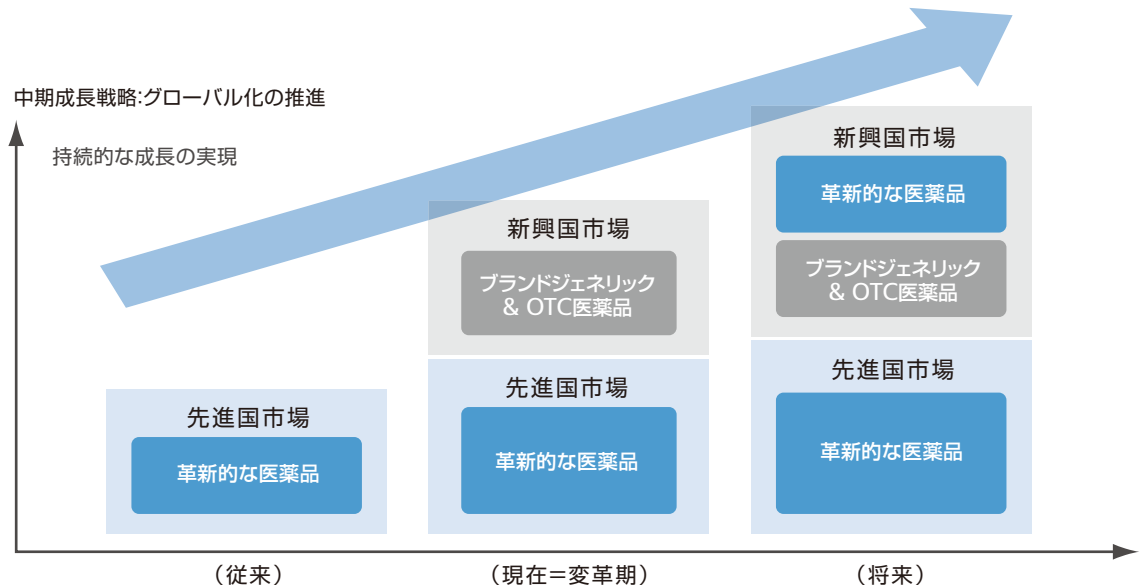 中期成長戦略:グローバル化の推進
持続的な成長の実現
先進国市場
革新的な医薬品
(従来)
新興国市場
ブランドジェネリック
& OTC医薬品
先進国市場
革新的な医薬品
(現在=変革期)
新興国市場
革新的な医薬品
ブランドジェネリック
& OTC医薬品
先進国市場
革新的な医薬品
(将来)